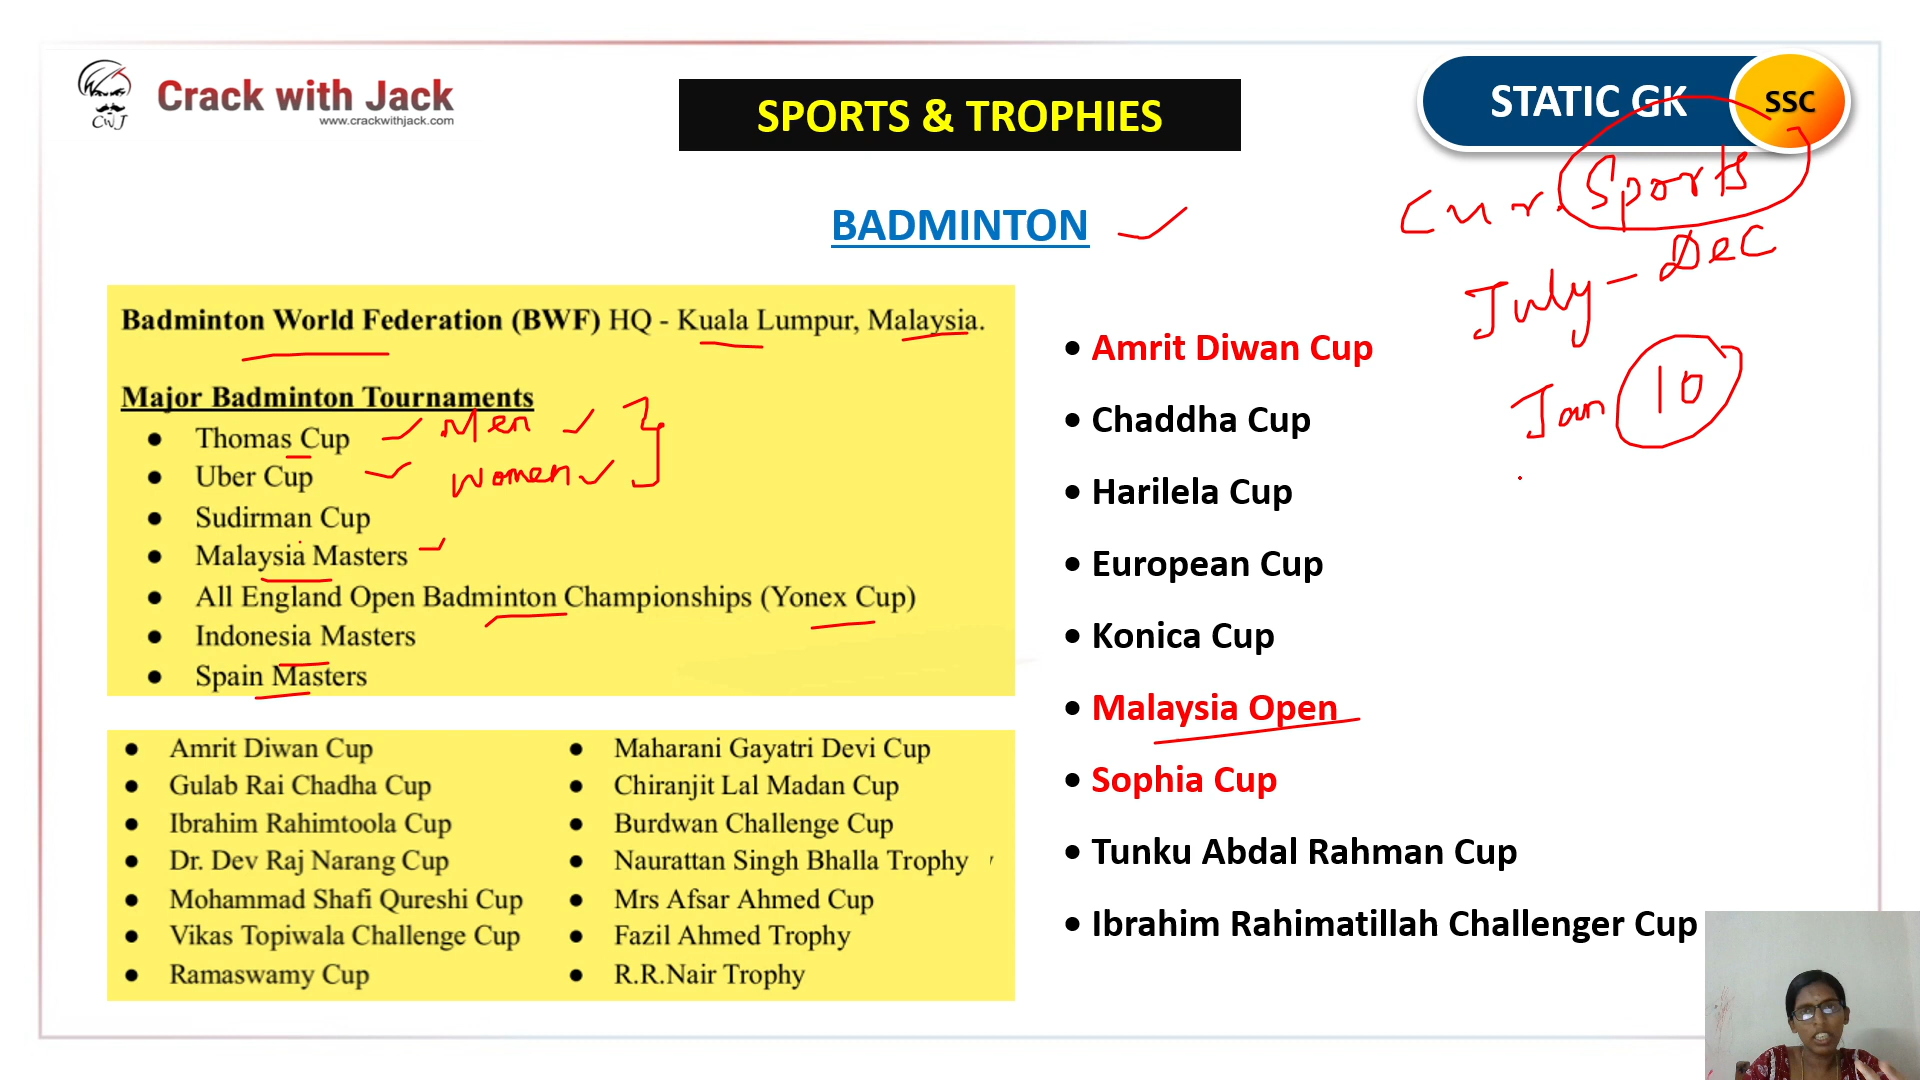 Crack with Jack
www.crackwithjack.com
CWJ
SPORTS & TROPHIES
STATIC GK
SSC
BADMINTON
Cur. Sports
July - Dec
Jan 10
Badminton World Federation (BWF) HQ - Kuala Lumpur, Malaysia.
Major Badminton Tournaments
● Thomas Cup Men
● Uber Cup Women
● Sudirman Cup
● Malaysia Masters
● All England Open Badminton Championships (Yonex Cup)
● Indonesia Masters
● Spain Masters
● Amrit Diwan Cup
● Gulab Rai Chadha Cup
● Ibrahim Rahimtoola Cup
● Dr. Dev Raj Narang Cup
● Mohammad Shafi Qureshi Cup
● Vikas Topiwala Challenge Cup
● Ramaswamy Cup
● Maharani Gayatri Devi Cup
● Chiranjit Lal Madan Cup
● Burdwan Challenge Cup
● Naurattan Singh Bhalla Trophy
● Mrs Afsar Ahmed Cup
● Fazil Ahmed Trophy
● R.R.Nair Trophy
• Amrit Diwan Cup
• Chaddha Cup
• Harilela Cup
• European Cup
• Konica Cup
• Malaysia Open
• Sophia Cup
• Tunku Abdal Rahman Cup
• Ibrahim Rahimatillah Challenger Cup